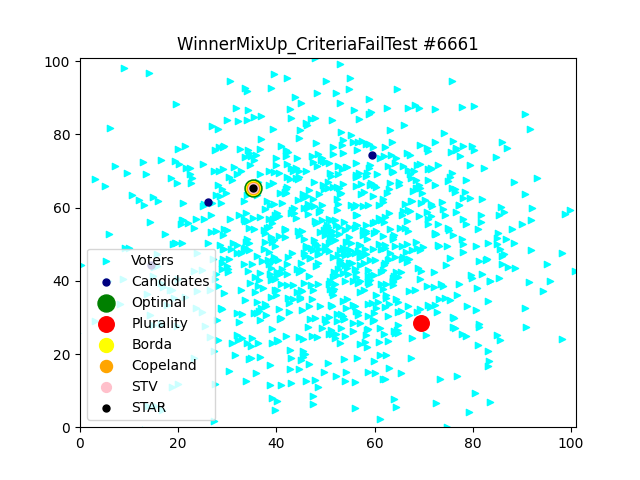 WinnerMixUp_CriteriaFailTest #6661
100
80
60
40
20
0
Voters
Candidates
Optimal
Plurality
Borda
Copeland
STV
STAR
0 20 40 60 80 100